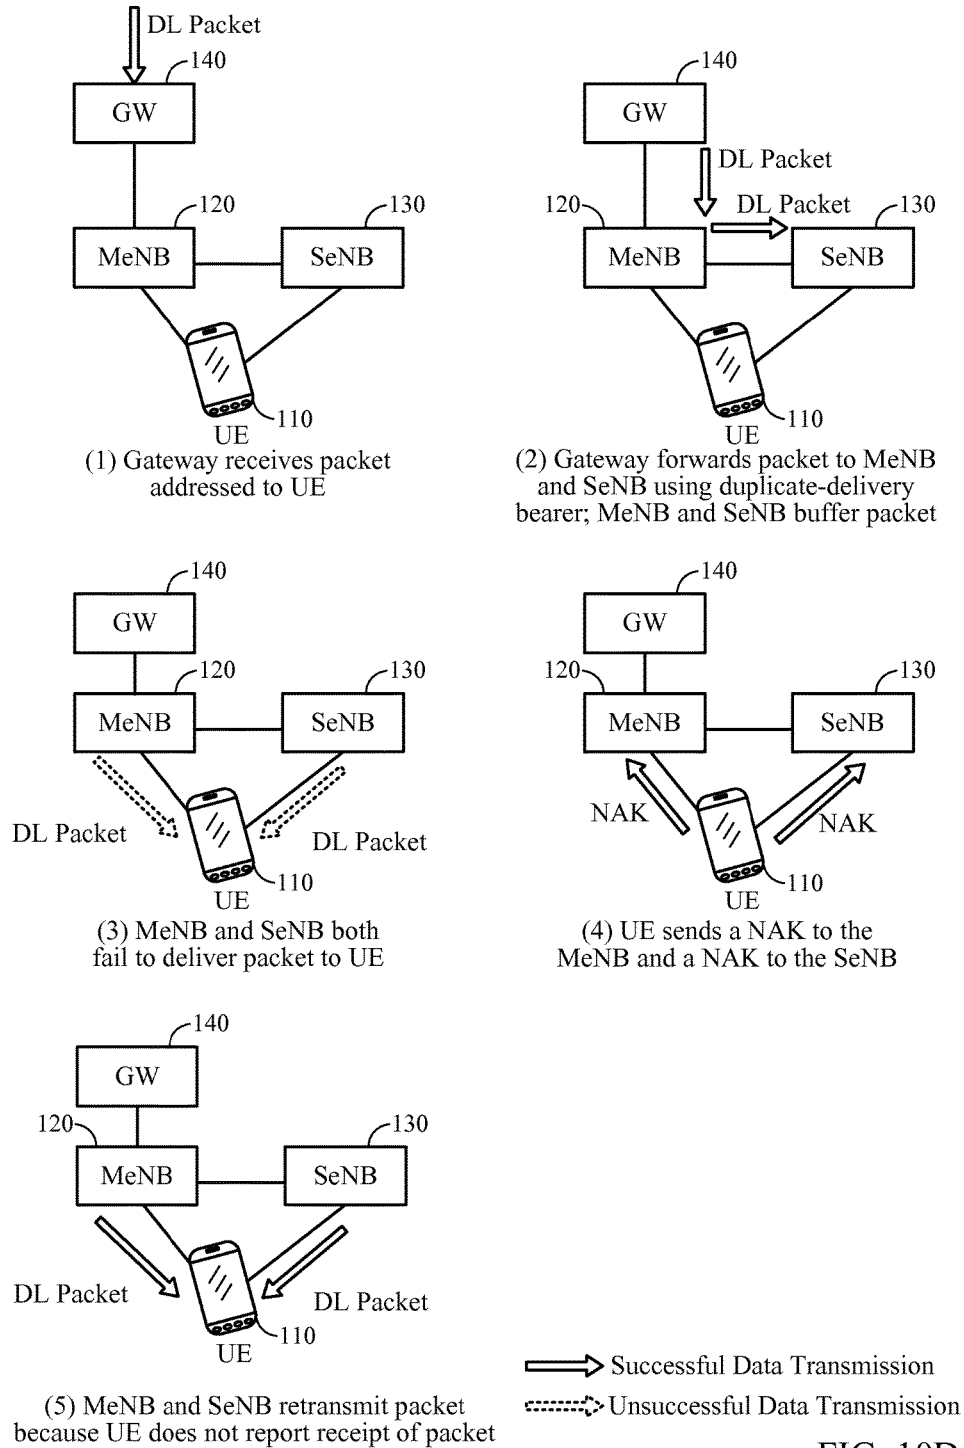 DL Packet
140
GW
120
130
MeNB
SeNB
110
UE
(1) Gateway receives packet
addressed to UE
140
GW
DL Packet
120
DL Packet
130
MeNB
SeNB
110
UE
(2) Gateway forwards packet to MeNB
and SeNB using duplicate-delivery
bearer; MeNB and SeNB buffer packet
140
GW
120
130
MeNB
SeNB
DL Packet
DL Packet
110
UE
(3) MeNB and SeNB both
fail to deliver packet to UE
140
GW
120
130
MeNB
SeNB
NAK
NAK
110
UE
(4) UE sends a NAK to the
MeNB and a NAK to the SeNB
140
GW
120
130
MeNB
SeNB
DL Packet
DL Packet
110
UE
(5) MeNB and SeNB retransmit packet
because UE does not report receipt of packet
Successful Data Transmission
Unsuccessful Data Transmission